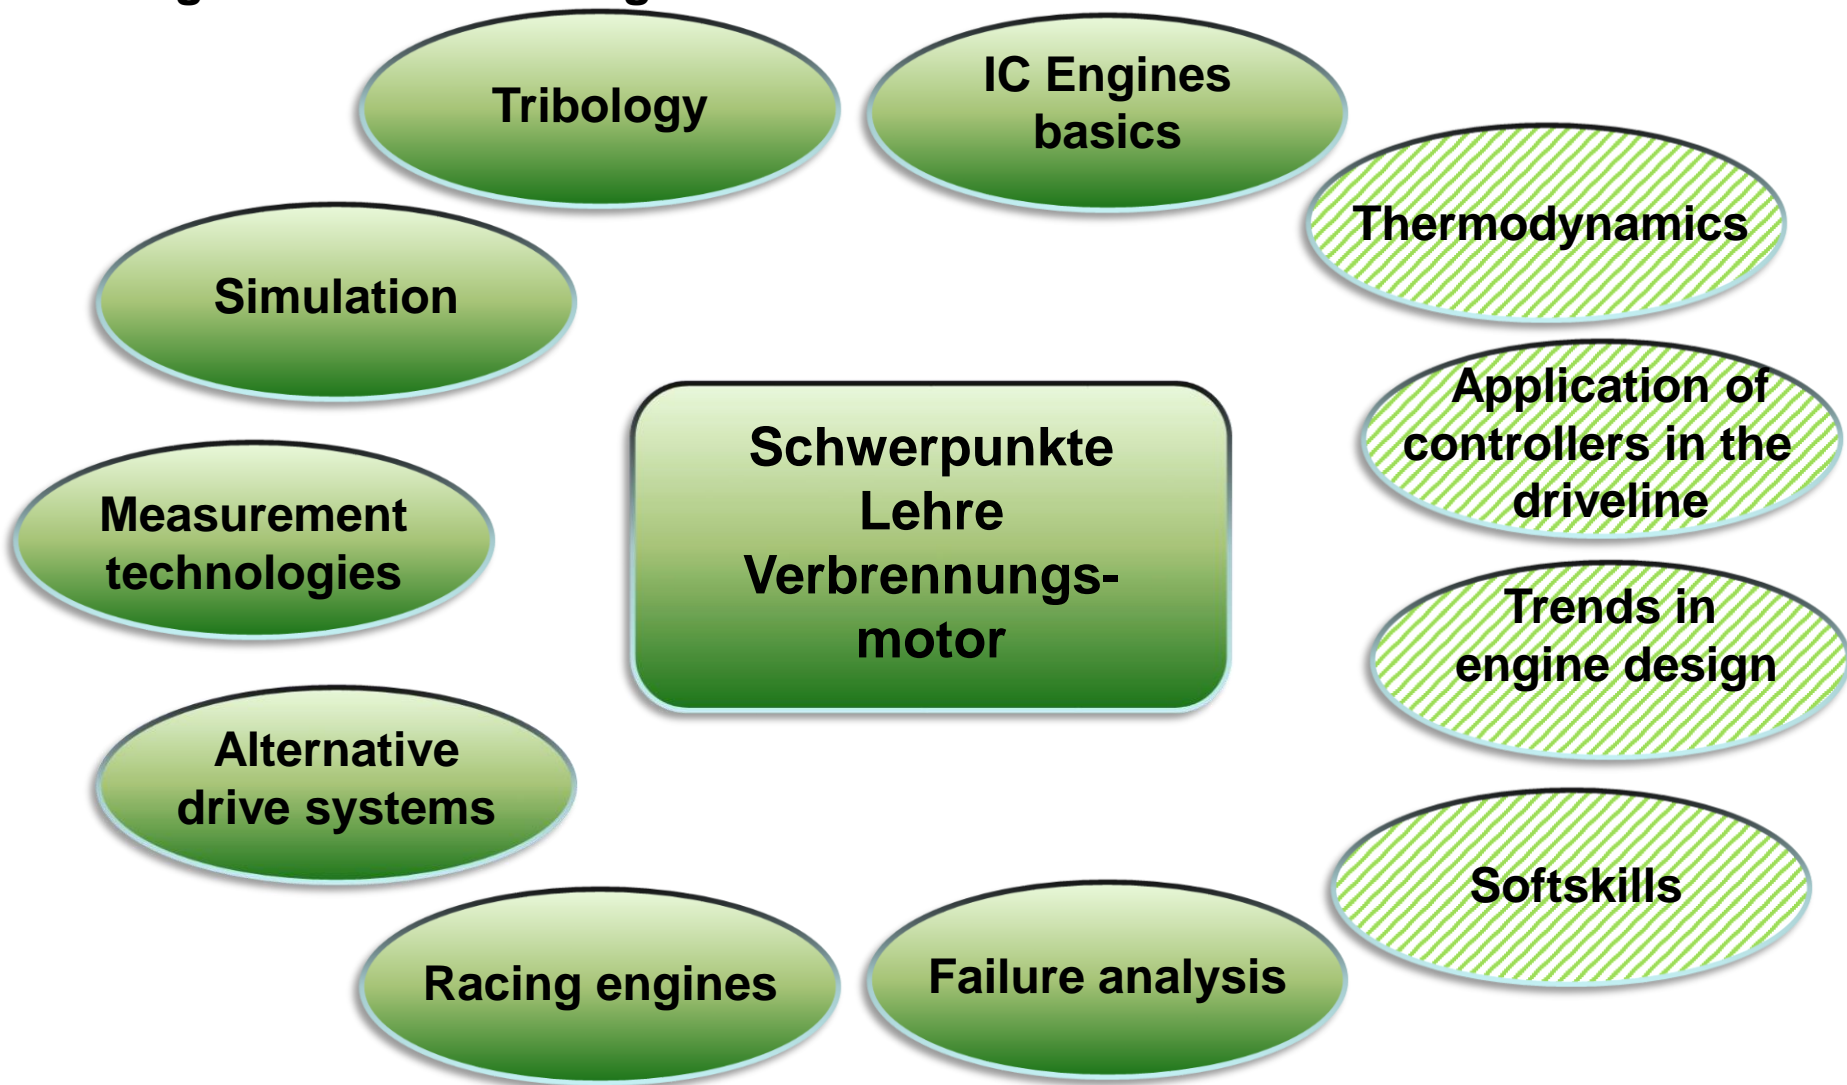 Tribology
IC Engines
basics
Thermodynamics
Simulation
Application of
controllers in the
driveline
Schwerpunkte
Lehre
Verbrennungs-
motor
Measurement
technologies
Trends in
engine design
Alternative
drive systems
Softskills
Racing engines
Failure analysis